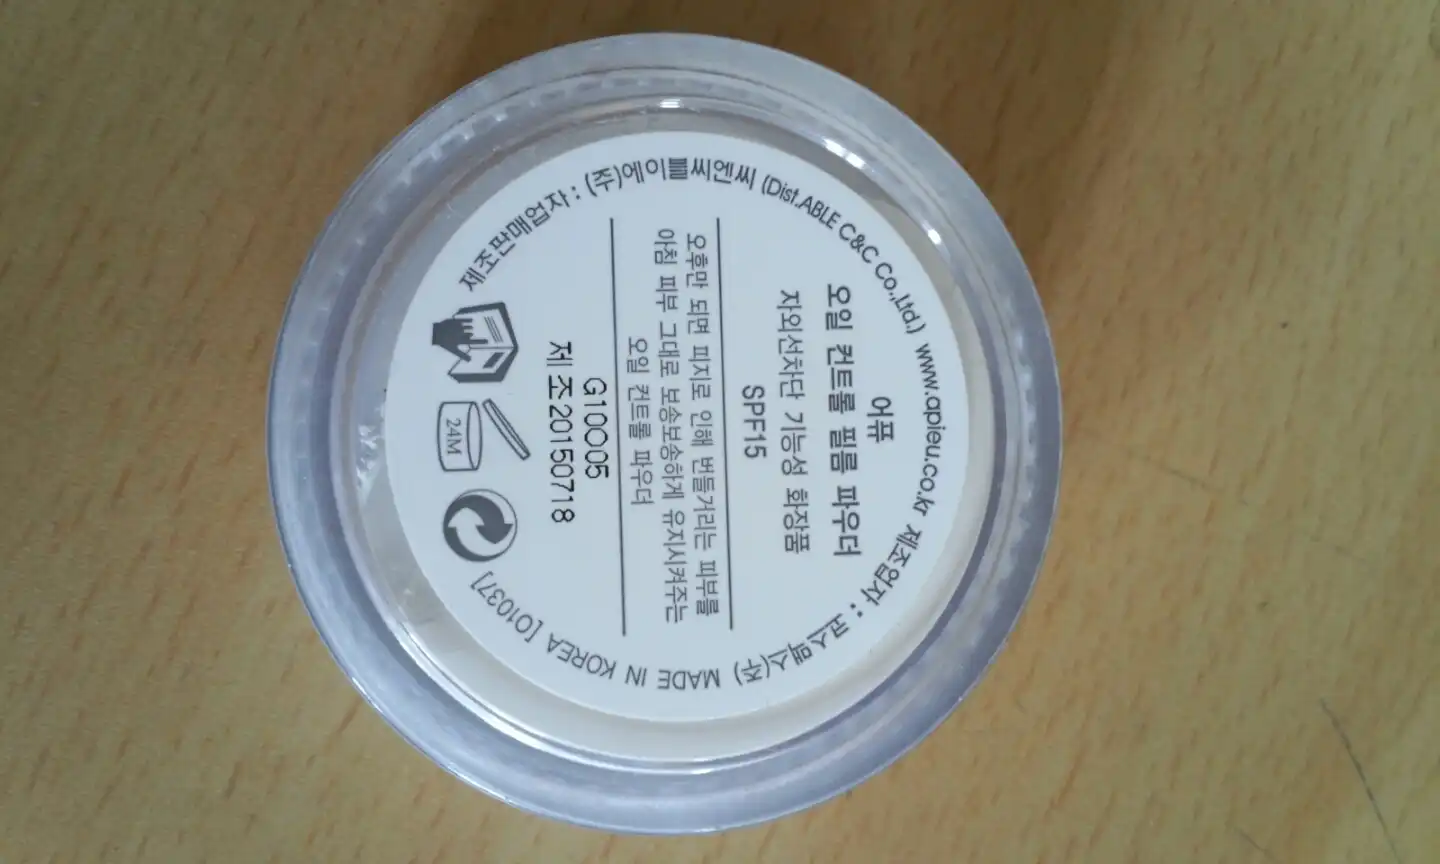 제조판매업자 : (주)에이블씨엔씨 (Dist.ABLE C&C Co.,Ltd.) www.apieu.co.kr 제조업자 : 코스맥스(주) MADE IN KOREA [01037]
어퓨
오일 컨트롤 필름 파우더
자외선차단 기능성 화장품
SPF15
오후만 되면 피지로 인해 번들거리는 피부를
아침 피부 그대로 보송보송하게 유지시켜주는
오일 컨트롤 파우더
G10O05
제조20150718
24M